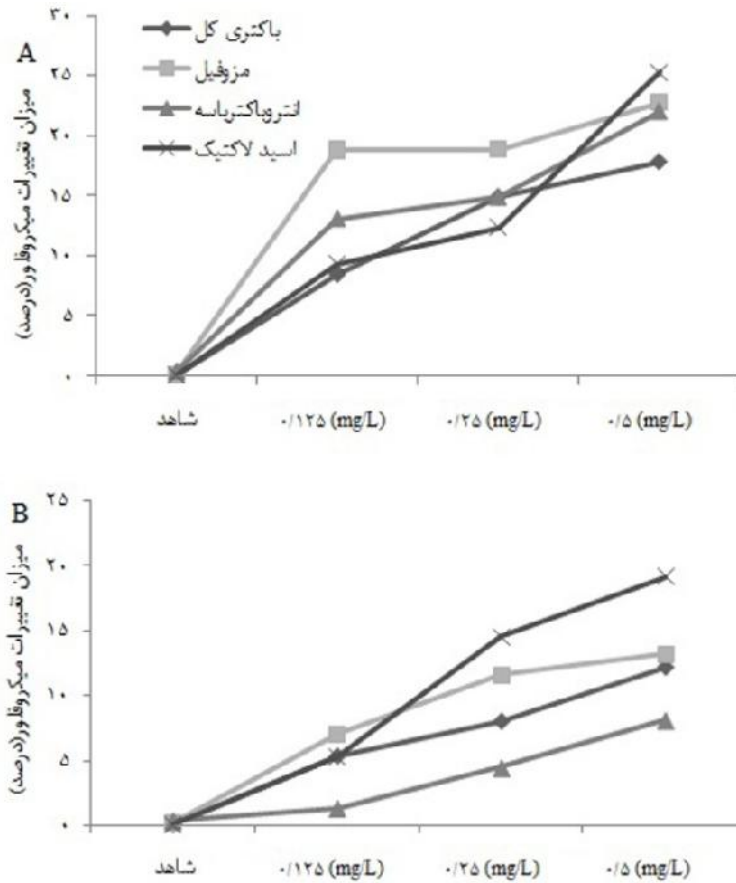 A
۳۰
۲۵
۲۰
۱۵
۱۰
۵
۰
میزان تغییرات میکروفلور(درصد)
باکتری کل
مزوفیل
انتروباکتریاسه
اسید لاکتیک
شاهد
۰/۱۲۵ (mg/L)
۰/۲۵ (mg/L)
۰/۵ (mg/L)
B
۲۵
۲۰
۱۵
۱۰
۵
۰
میزان تغییرات میکروفلور(درصد)
شاهد
۰/۱۲۵ (mg/L)
۰/۲۵ (mg/L)
۰/۵ (mg/L)